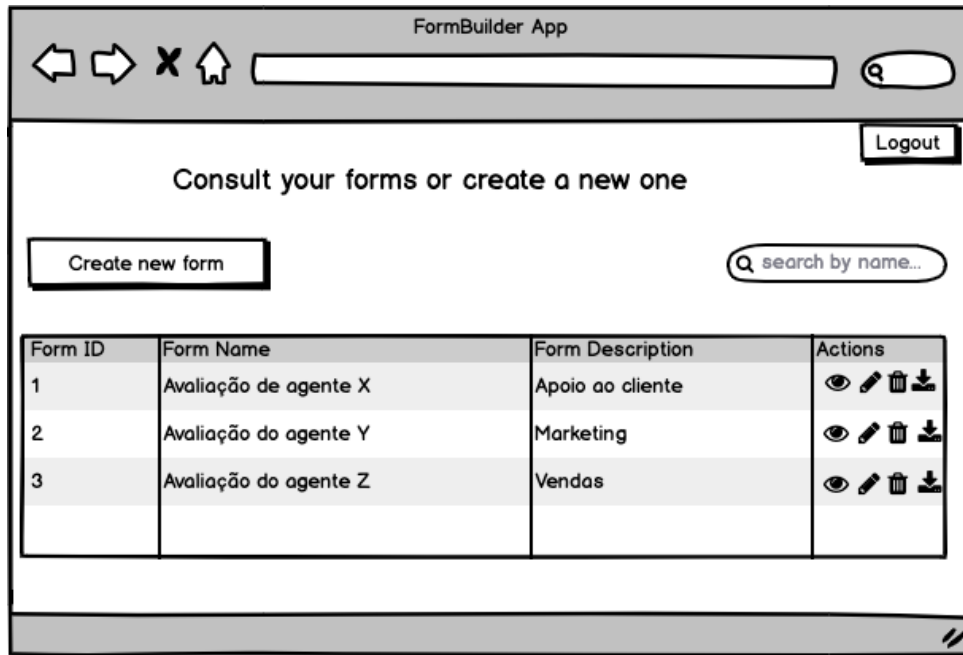 FormBuilder App
Logout
Consult your forms or create a new one
Create new form
search by name...
Form ID Form Name Form Description Actions
1 Avaliação de agente X Apoio ao cliente
2 Avaliação do agente Y Marketing
3 Avaliação do agente Z Vendas